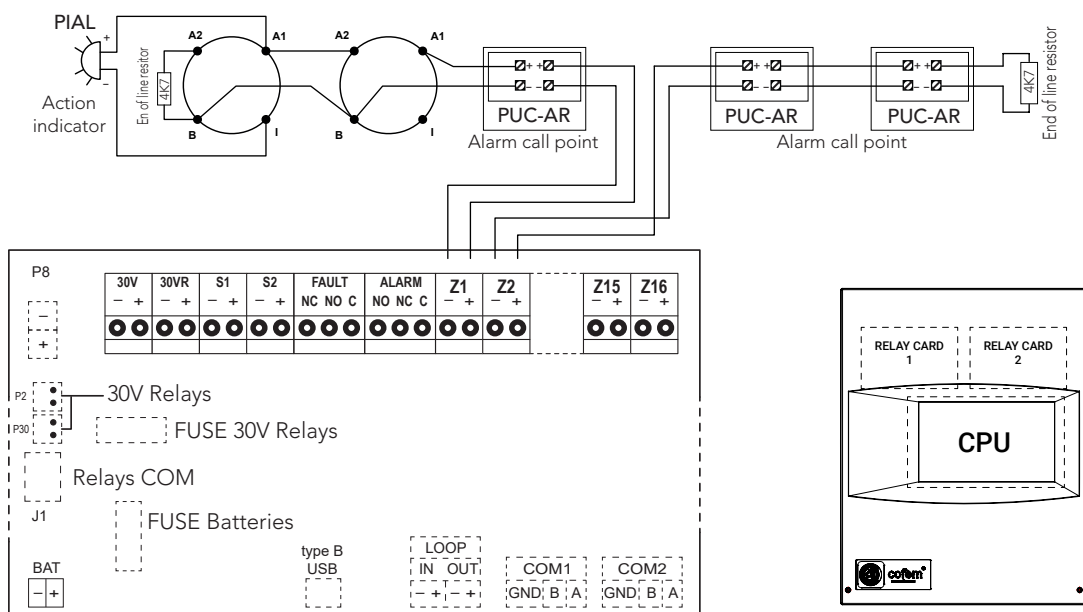 PIAL
+
−
Action
indicator
En of line resitor
4K7
A2 A1 A2 A1
B I B I
+ + − −
PUC-AR
Alarm call point
+ + − −
PUC-AR
+ + − −
PUC-AR
Alarm call point
4K7
End of line resistor
P8
−
+
30V 30VR S1 S2 FAULT ALARM Z1 Z2 Z15 Z16
− + − + − + − + NC NO C NO NC C − + − + − + − +
P2
30V Relays
P30
FUSE 30V Relays
Relays COM
J1
FUSE Batteries
BAT
− +
type B
USB
LOOP
IN OUT
− + − +
COM1
GND B A
COM2
GND B A
RELAY CARD
1
RELAY CARD
2
CPU
cofem